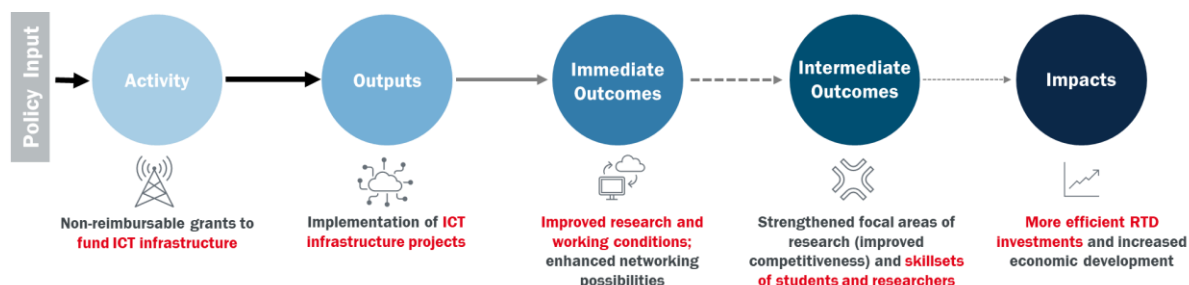 Policy Input
Activity
Outputs
Immediate
Outcomes
Intermediate
Outcomes
Impacts
Non-reimbursable grants to
fund ICT infrastructure
Implementation of ICT
infrastructure projects
Improved research and
working conditions;
enhanced networking
possibilities
Strengthened focal areas of
research (improved
competitiveness) and skillsets
of students and researchers
More efficient RTD
investments and increased
economic development